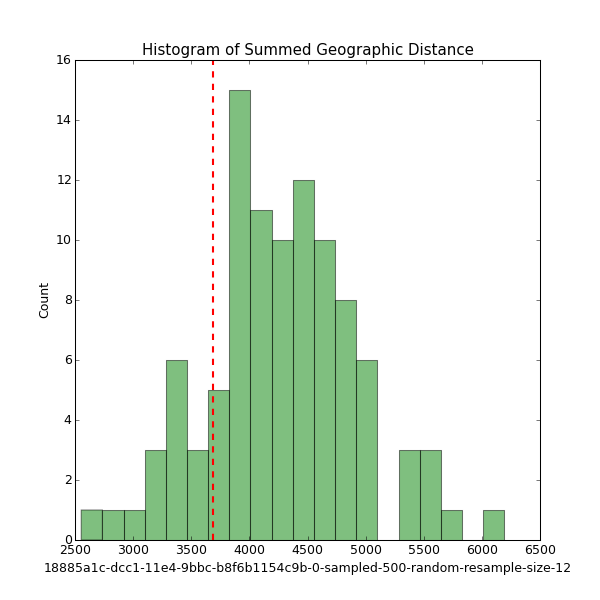 Histogram of Summed Geographic Distance
16
14
12
10
8
6
4
2
0
Count
2500 3000 3500 4000 4500 5000 5500 6000 6500
18885a1c-dcc1-11e4-9bbc-b8f6b1154c9b-0-sampled-500-random-resample-size-12